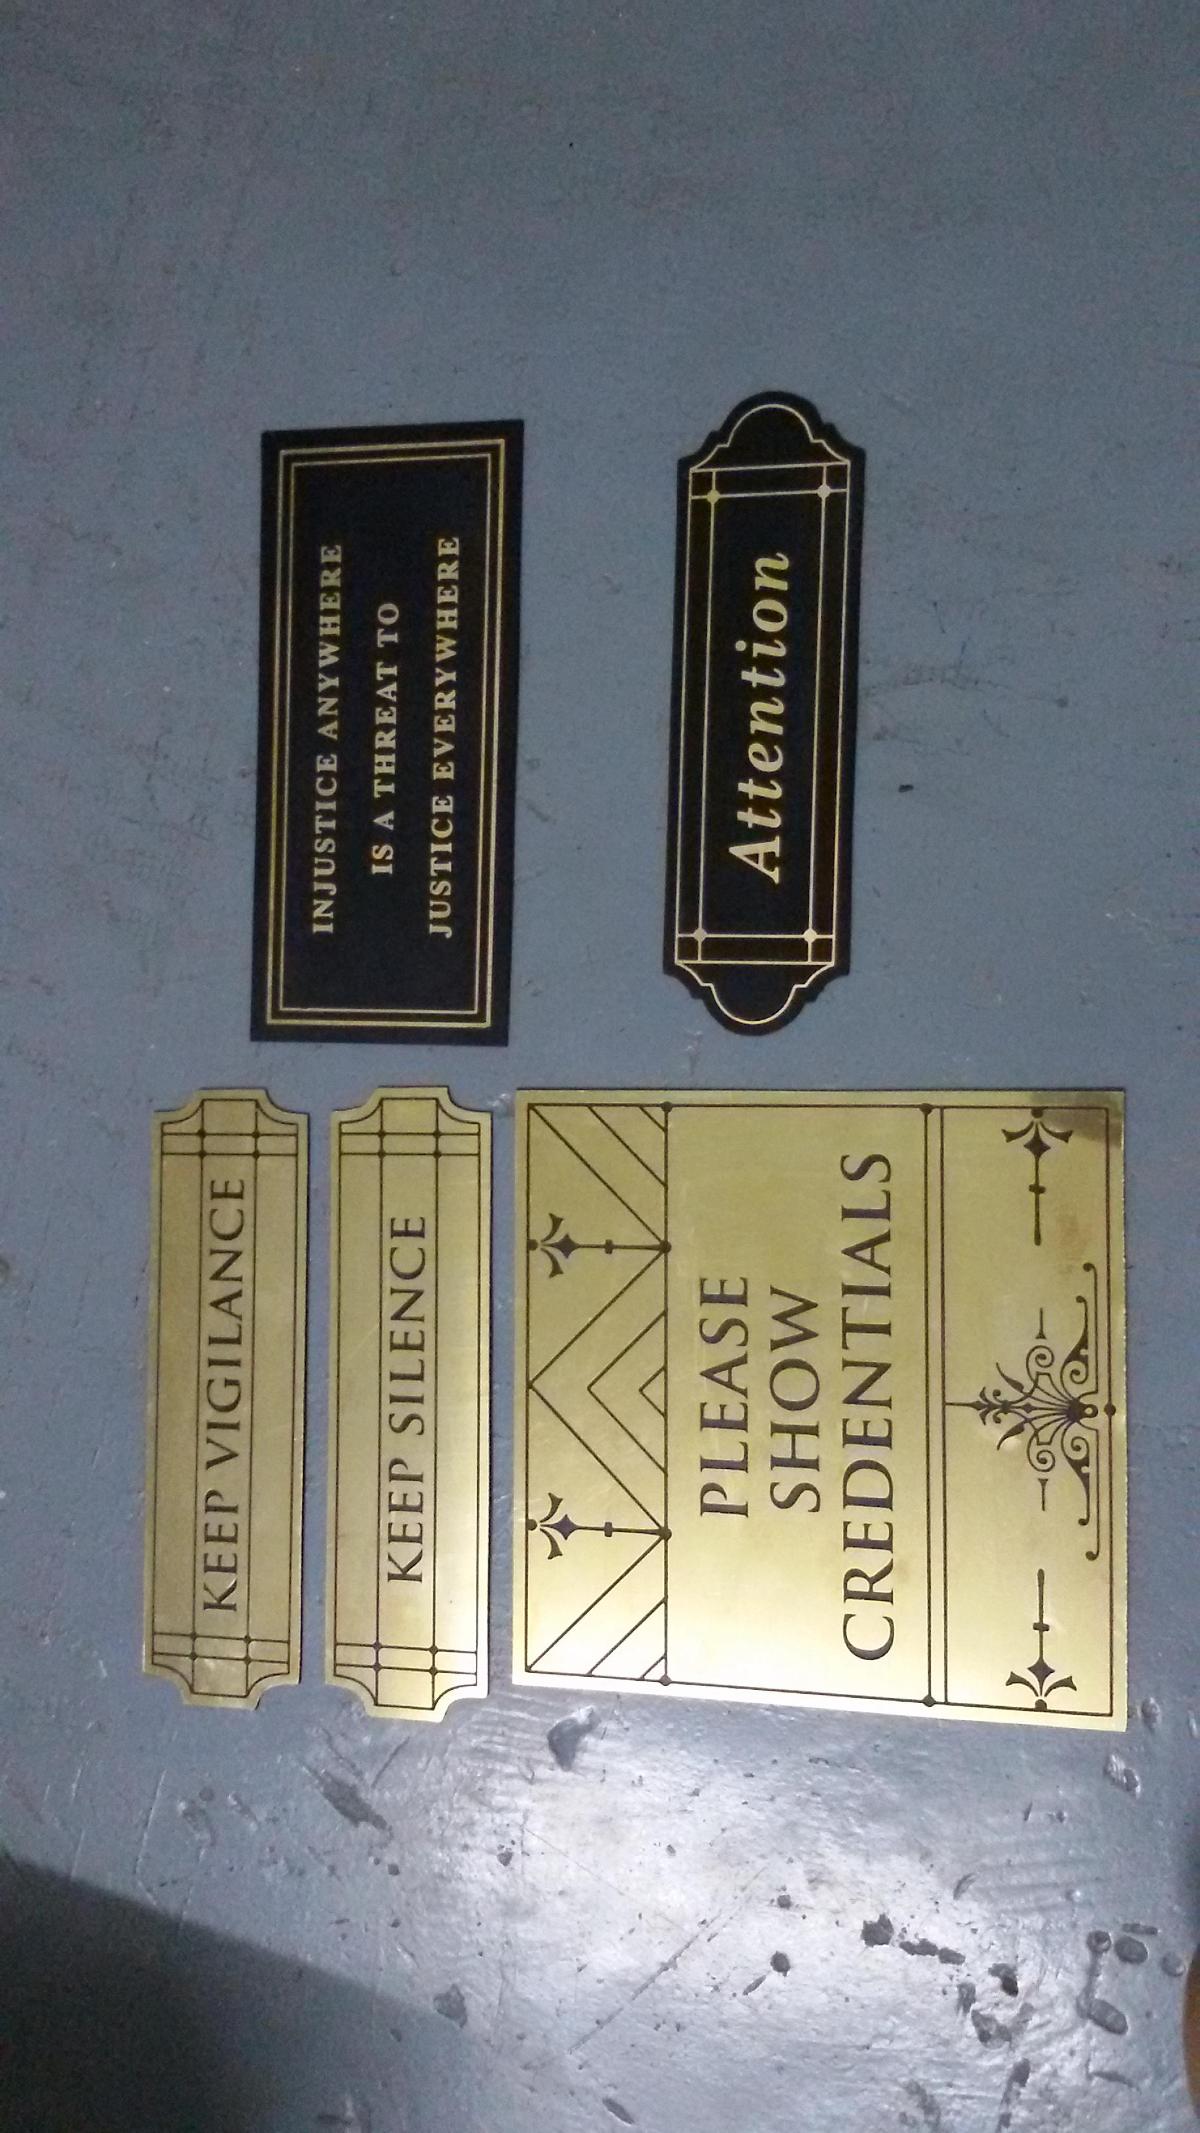 KEEP VIGILANCE
KEEP SILENCE
PLEASE
SHOW
CREDENTIALS
INJUSTICE ANYWHERE
IS A THREAT TO
JUSTICE EVERYWHERE
Attention